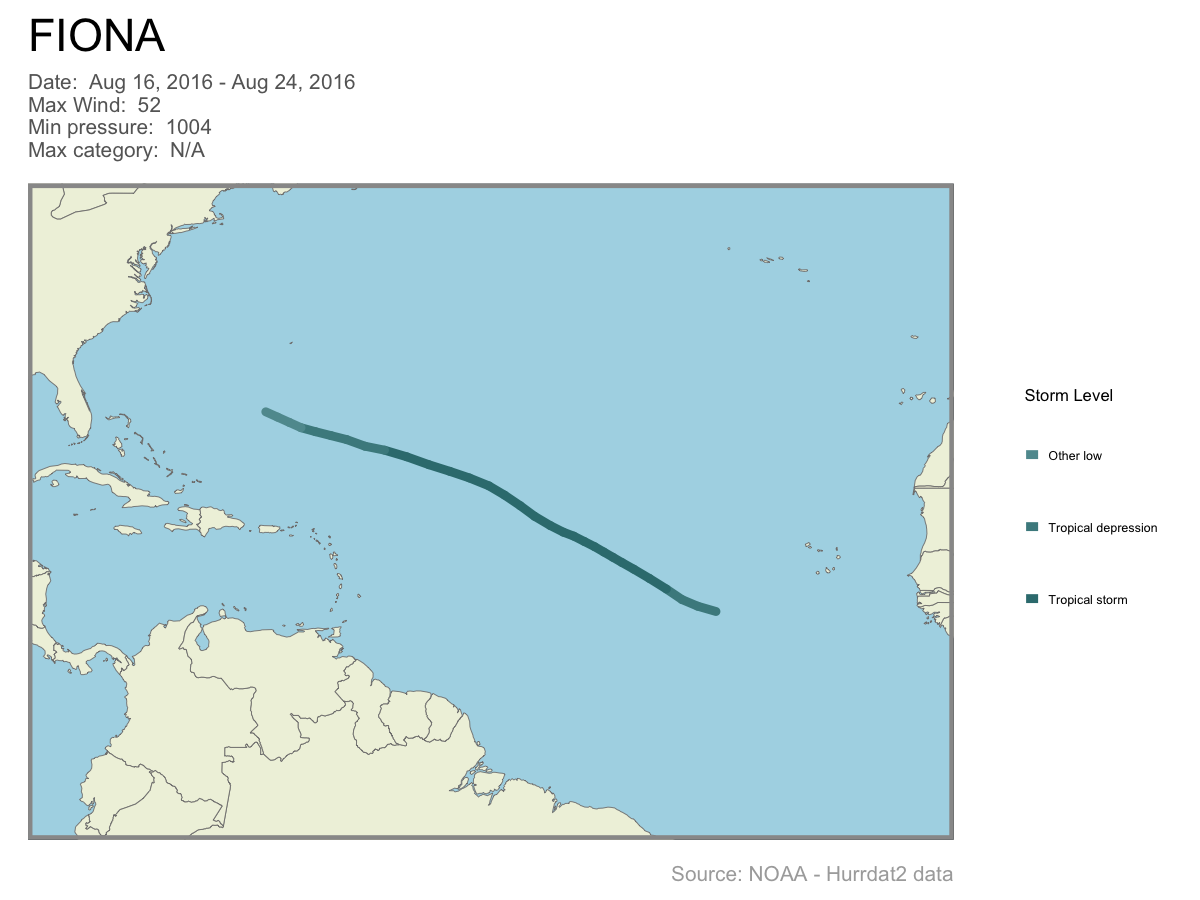 FIONA
Date:  Aug 16, 2016 - Aug 24, 2016
Max Wind:  52
Min pressure:  1004
Max category:  N/A
Storm Level
Other low
Tropical depression
Tropical storm
Source: NOAA - Hurrdat2 data